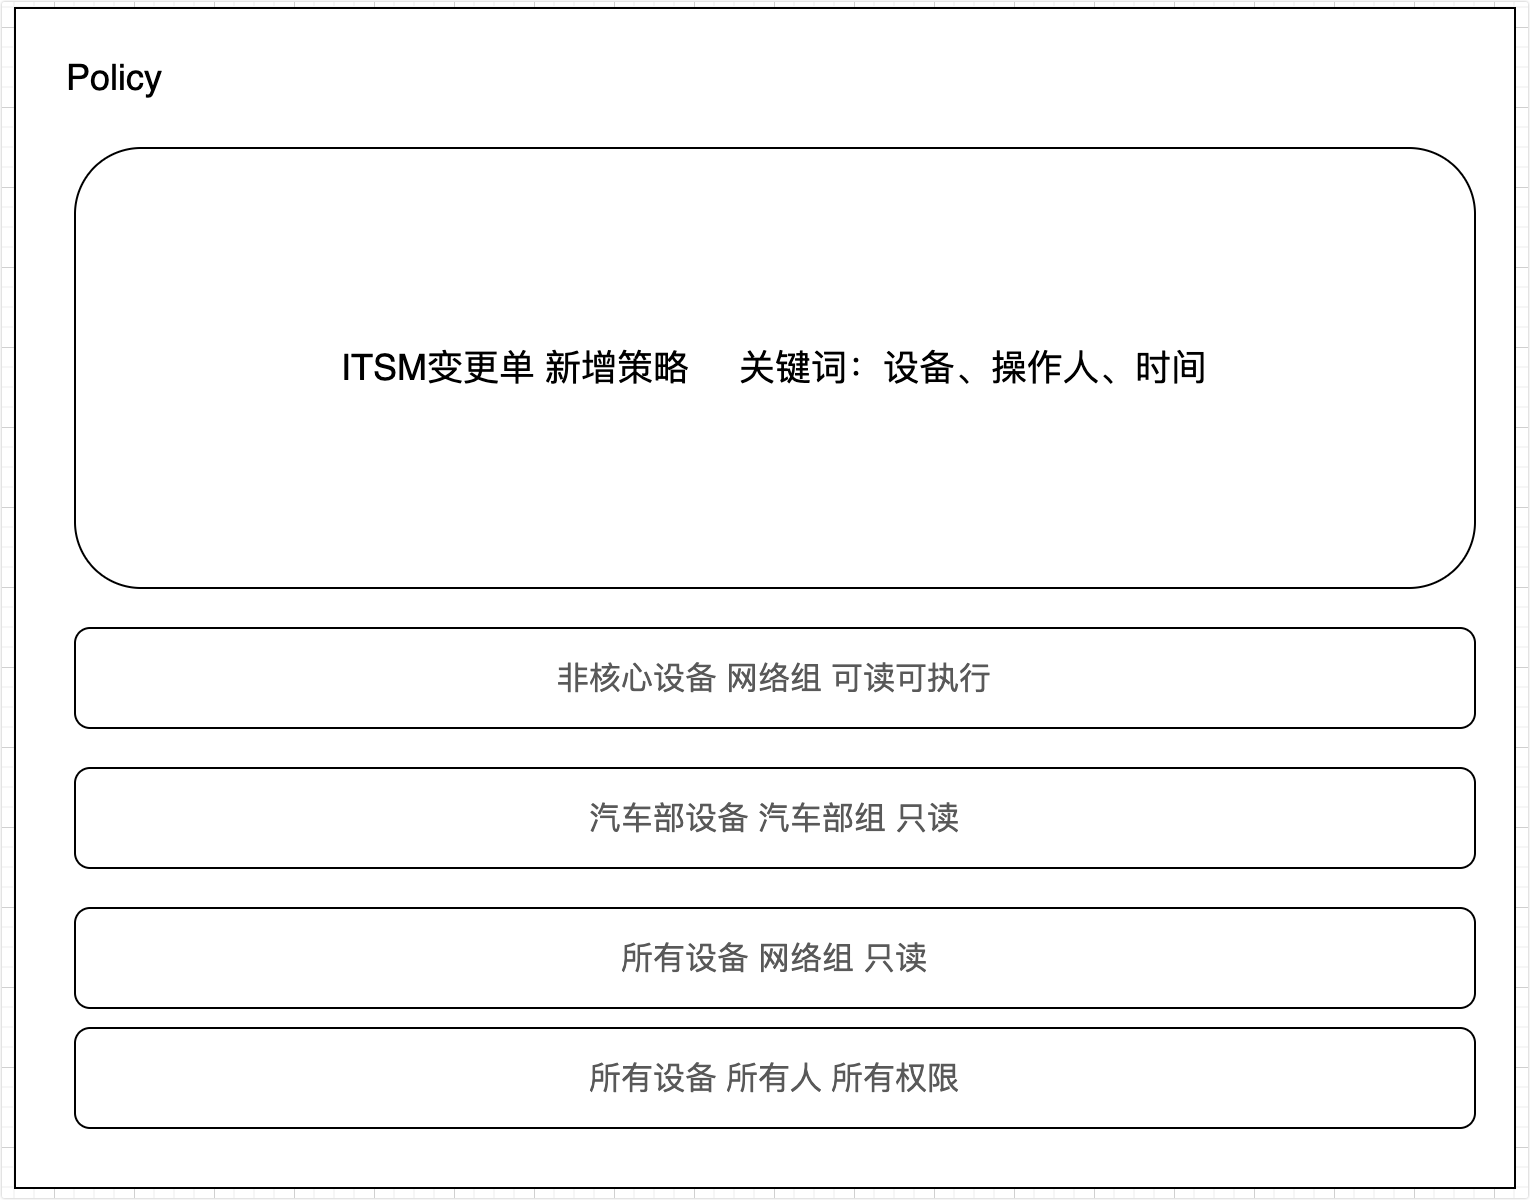 Policy
ITSM变更单 新增策略 关键词：设备、操作人、时间
非核心设备 网络组 可读可执行
汽车部设备 汽车部组 只读
所有设备 网络组 只读
所有设备 所有人 所有权限